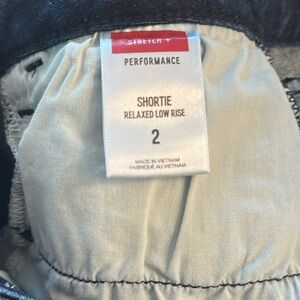 STRETCH +
PERFORMANCE
SHORTIE
RELAXED LOW RISE
2
MADE IN VIETNAM
FABRIQUÉ AU VIETNAM